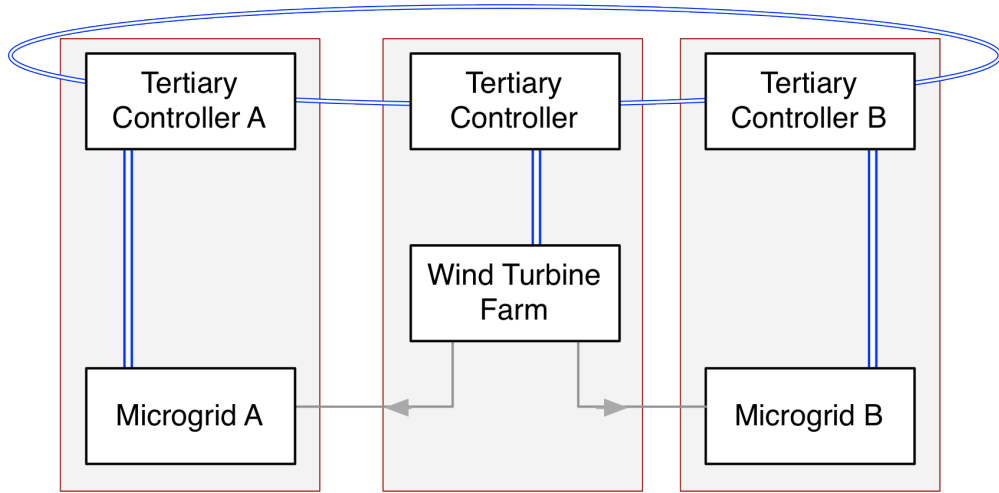 Tertiary
Controller A
Tertiary
Controller
Tertiary
Controller B
Wind Turbine
Farm
Microgrid A
Microgrid B